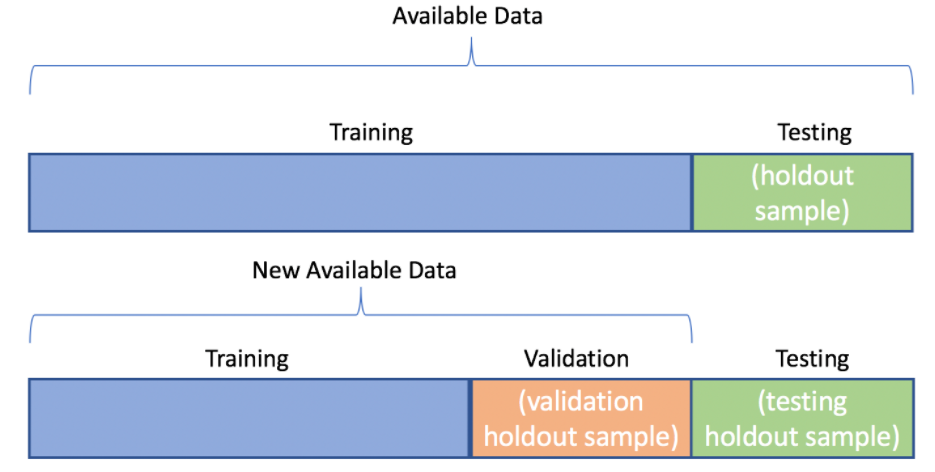 Available Data
Training
Testing
(holdout
sample)
New Available Data
Training
Validation
Testing
(validation
holdout sample)
(testing
holdout sample)